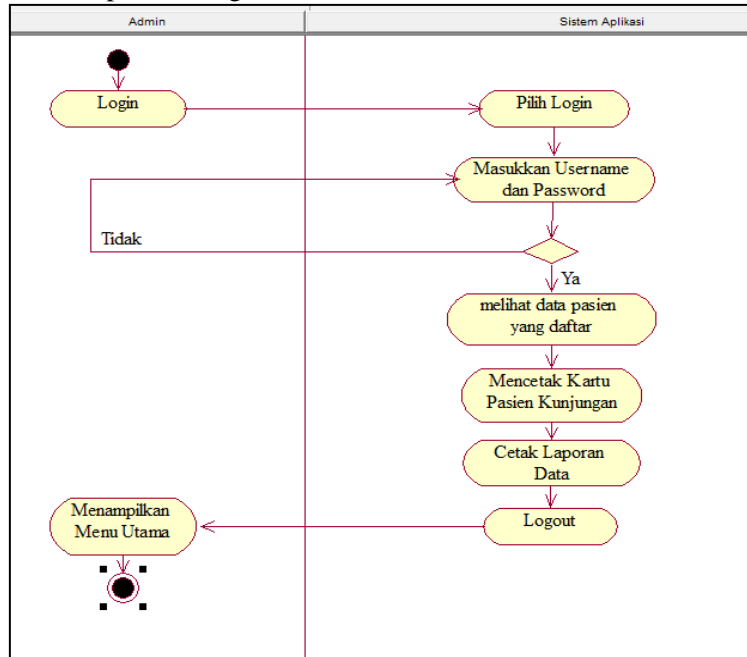 Admin
Sistem Aplikasi
Login
Pilih Login
Masukkan Username
dan Password
Tidak
Ya
melihat data pasien
yang daftar
Mencetak Kartu
Pasien Kunjungan
Cetak Laporan
Data
Menampilkan
Menu Utama
Logout